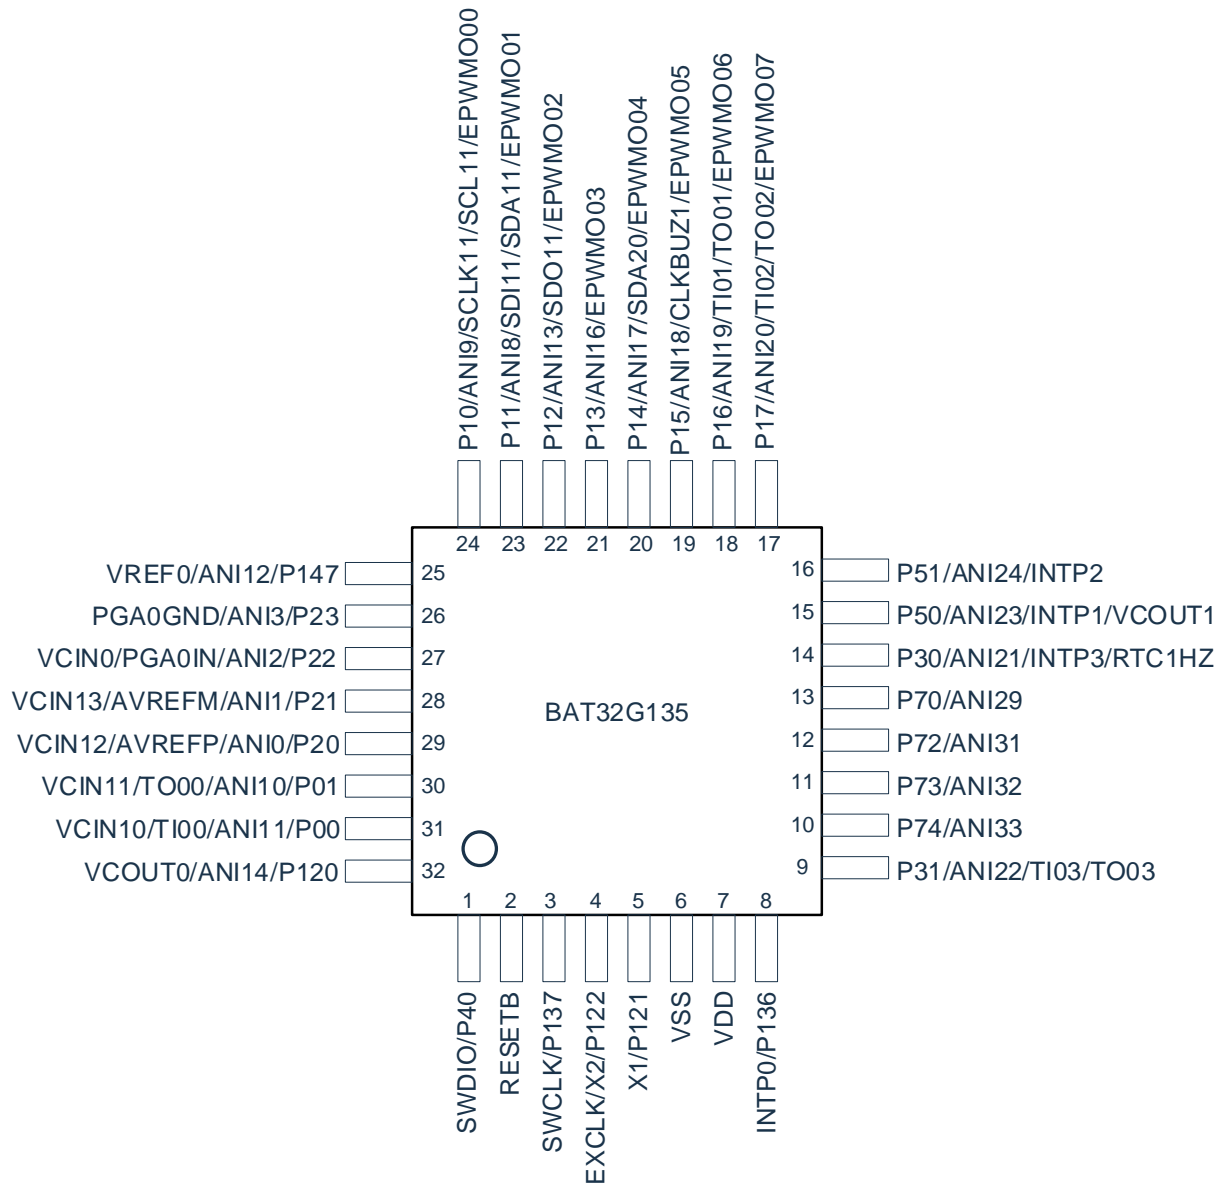 P10/ANI9/SCLK11/SCL11/EPWMO00
P11/ANI8/SDI11/SDA11/EPWMO01
P12/ANI13/SDO11/EPWMO02
P13/ANI16/EPWMO03
P14/ANI17/SDA20/EPWMO04
P15/ANI18/CLKBUZ1/EPWMO05
P16/ANI19/TI01/TO01/EPWMO06
P17/ANI20/TI02/TO02/EPWMO07
24 23 22 21 20 19 18 17
VREF0/ANI12/P147 25
PGA0GND/ANI3/P23 26
VCIN0/PGA0IN/ANI2/P22 27
VCIN13/AVREFM/ANI1/P21 28
VCIN12/AVREFP/ANI0/P20 29
VCIN11/TO00/ANI10/P01 30
VCIN10/TI00/ANI11/P00 31
VCOUT0/ANI14/P120 32
BAT32G135
16 P51/ANI24/INTP2
15 P50/ANI23/INTP1/VCOUT1
14 P30/ANI21/INTP3/RTC1HZ
13 P70/ANI29
12 P72/ANI31
11 P73/ANI32
10 P74/ANI33
9 P31/ANI22/TI03/TO03
1 2 3 4 5 6 7 8
SWDIO/P40
RESETB
SWCLK/P137
EXCLK/X2/P122
X1/P121
VSS
VDD
INTP0/P136